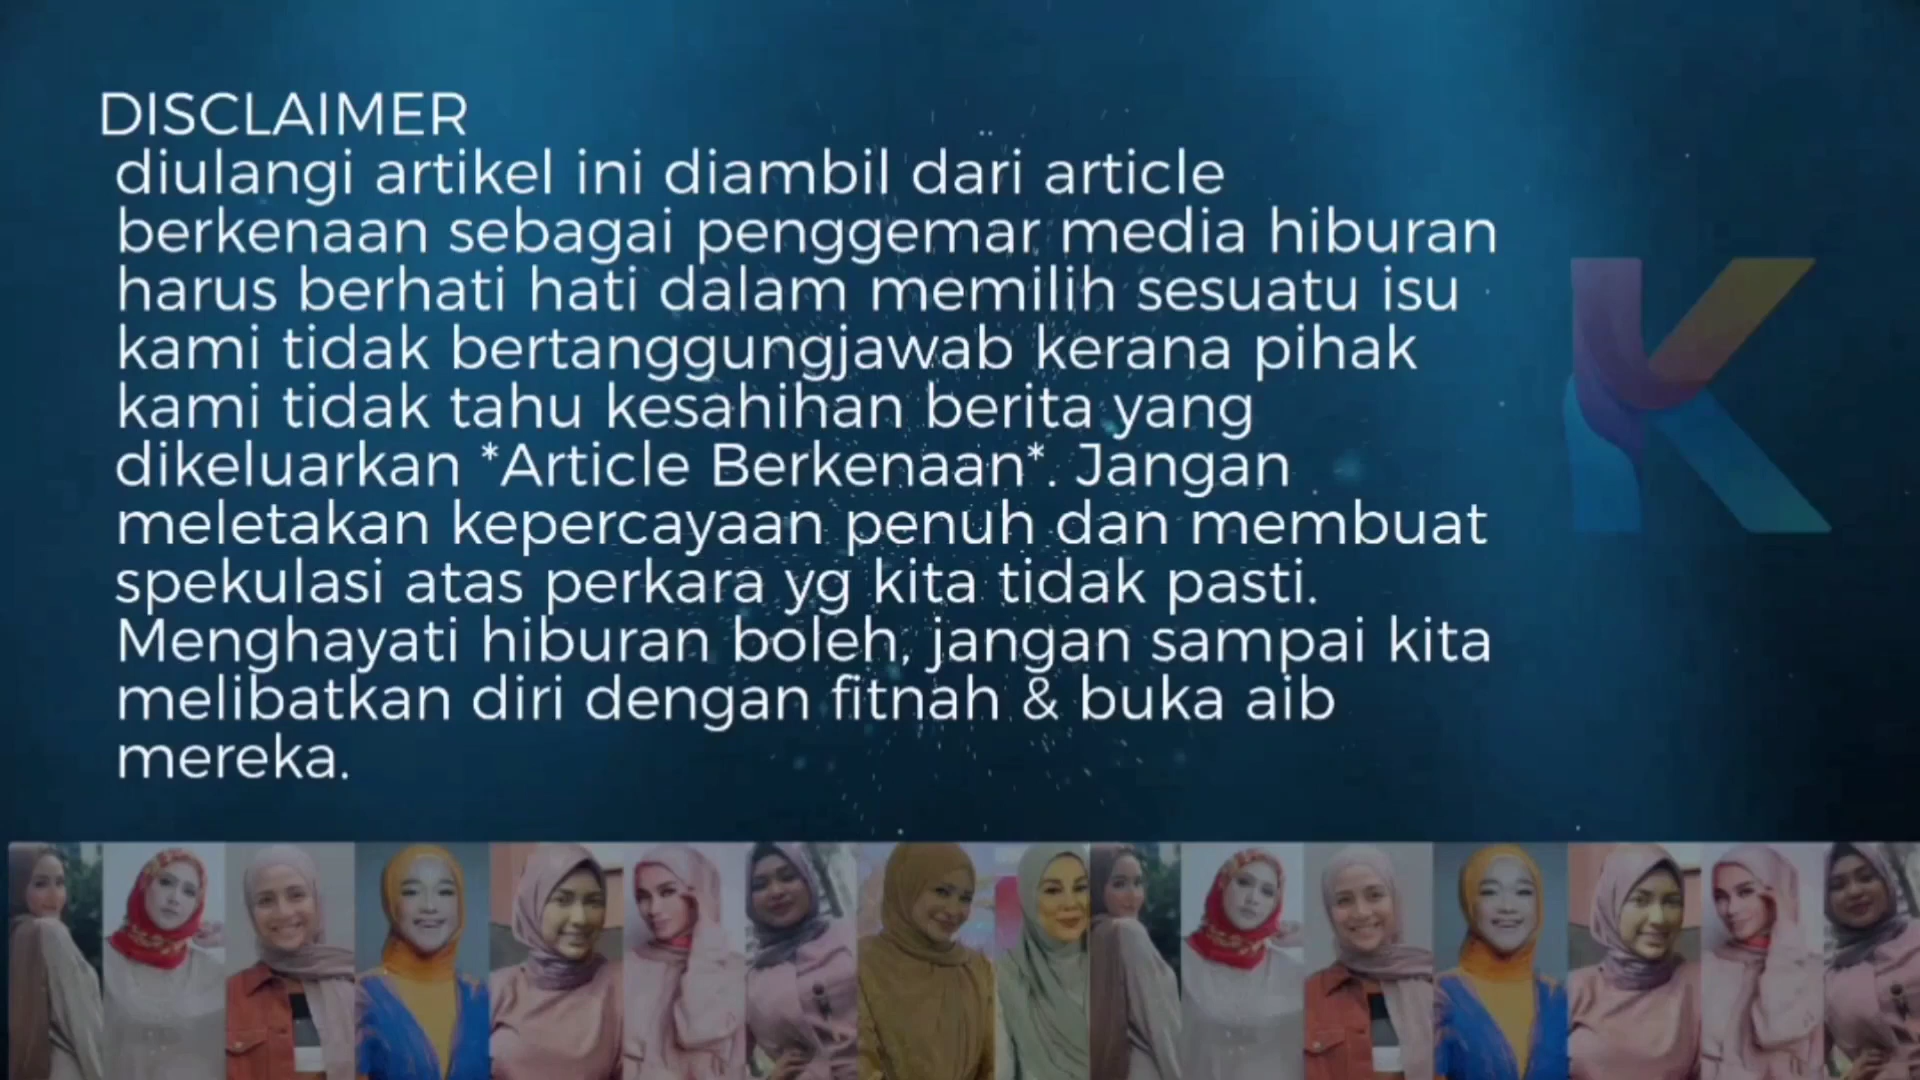 DISCLAIMER
diulangi artikel ini diambil dari article
berkenaan sebagai penggemar media hiburan
harus berhati hati dalam memilih sesuatu isu
kami tidak bertanggungjawab kerana pihak
kami tidak tahu kesahihan berita yang
dikeluarkan *Article Berkenaan*. Jangan
meletakan kepercayaan penuh dan membuat
spekulasi atas perkara yg kita tidak pasti.
Menghayati hiburan boleh, jangan sampai kita
melibatkan diri dengan fitnah & buka aib
mereka.
K